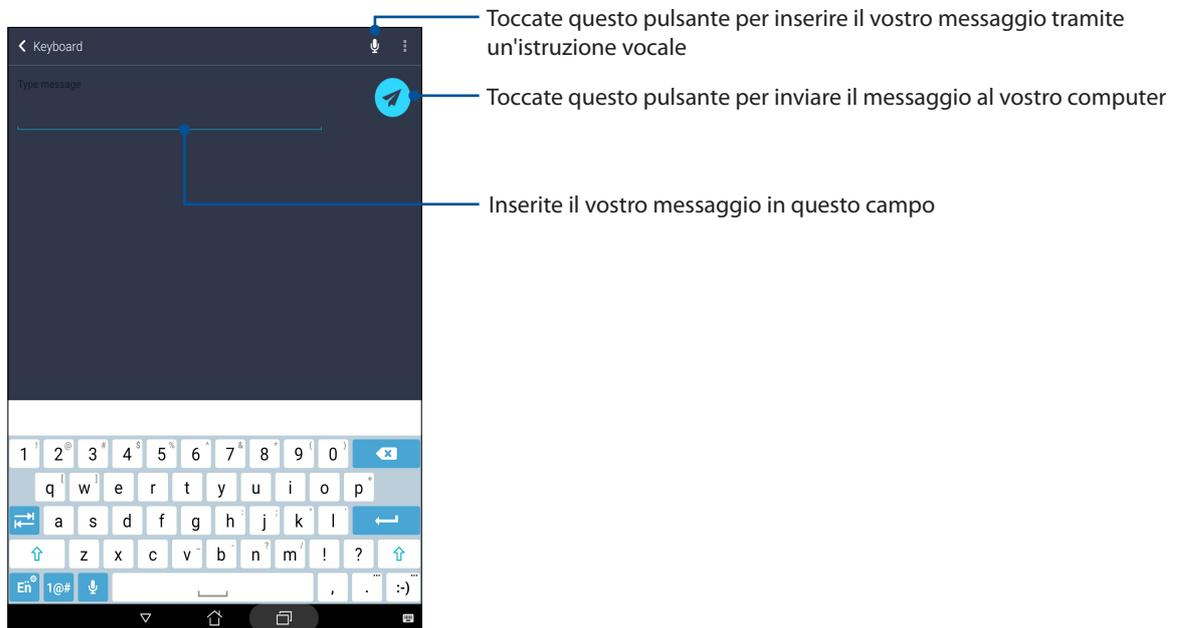 Toccate questo pulsante per inserire il vostro messaggio tramite
un'istruzione vocale
Keyboard
Type message
Toccate questo pulsante per inviare il messaggio al vostro computer
Inserite il vostro messaggio in questo campo
1 ! 2 @ 3 # 4 $ 5 % 6 ^ 7 & 8 * 9 ( 0 )
q [ w ] e r t y u i o p +
a s d f g h : j ; k " l '
z x c v - b _ n ? m / ! ?
En 1@# , . ... :-) ...